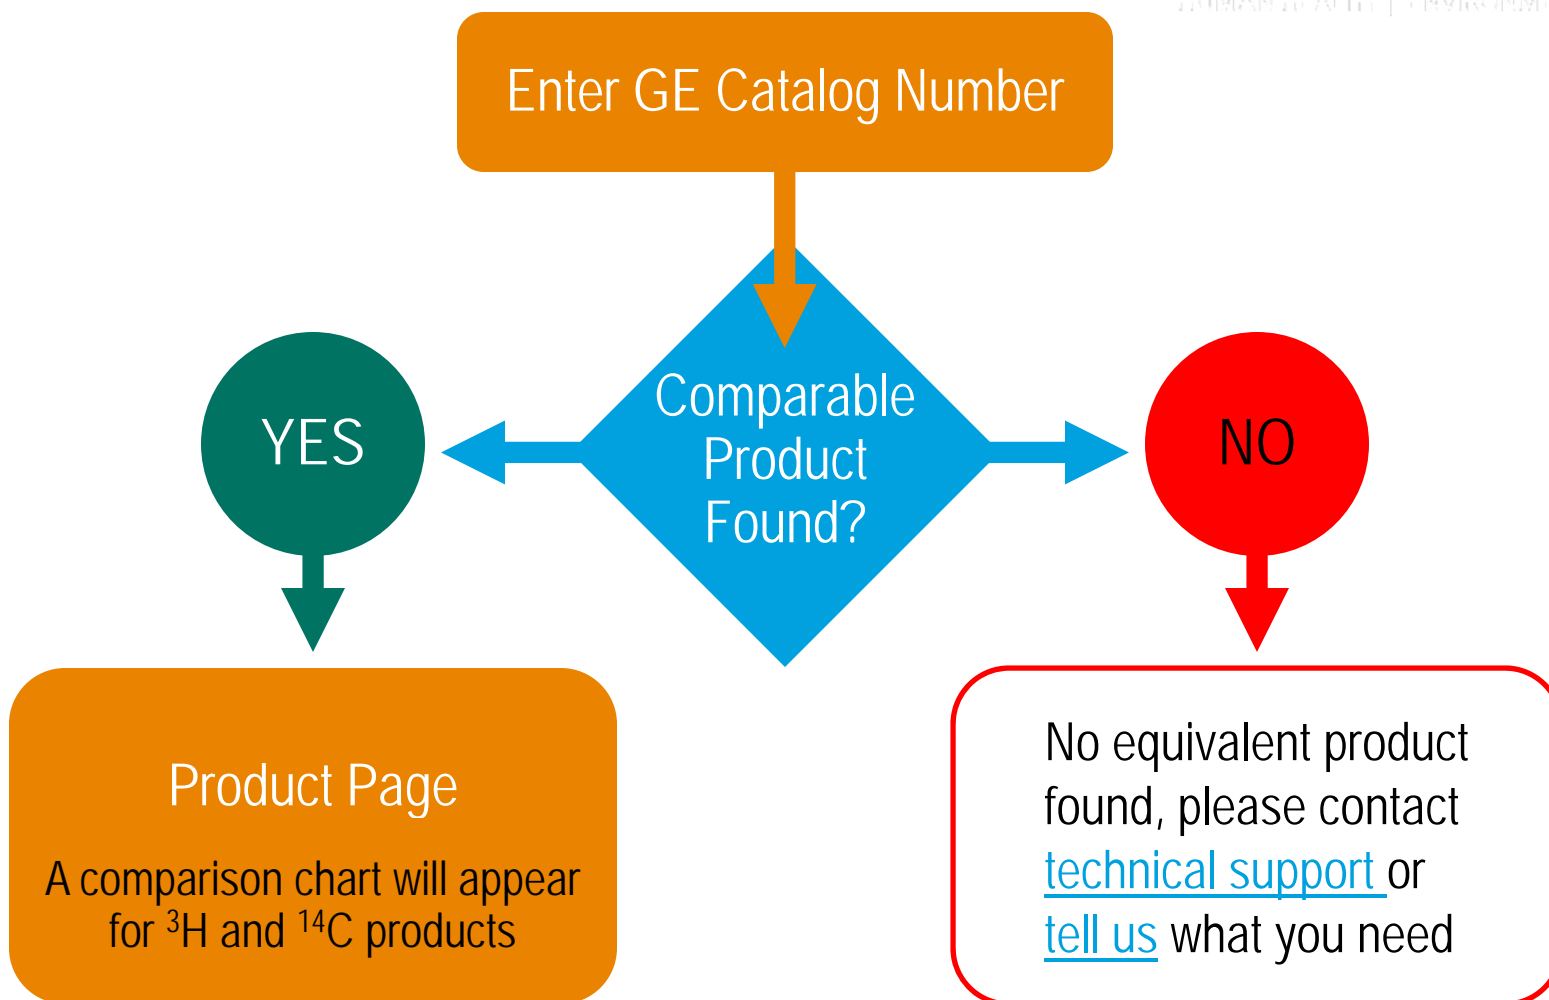 Enter GE Catalog Number
Comparable
Product
Found?
YES
NO
Product Page
A comparison chart will appear
for ³H and ¹⁴C products
No equivalent product
found, please contact
technical support or
tell us what you need